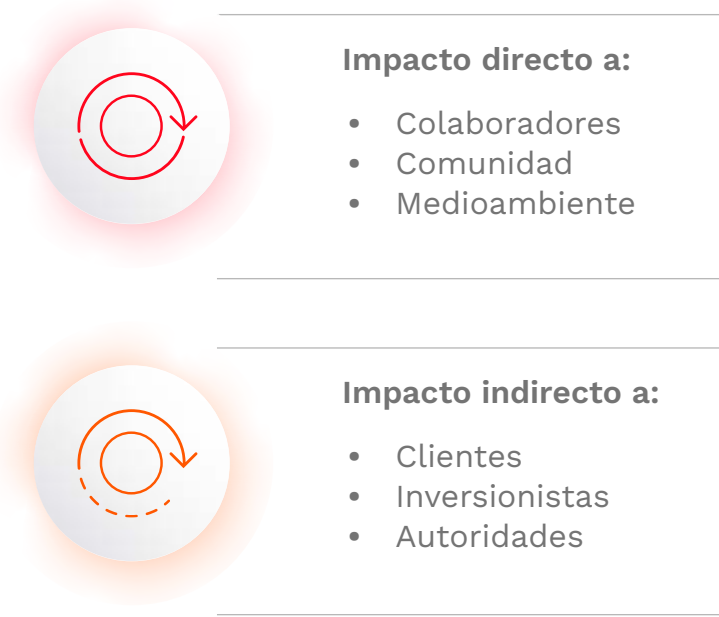 Impacto directo a:
• Colaboradores
• Comunidad
• Medioambiente
Impacto indirecto a:
• Clientes
• Inversionistas
• Autoridades